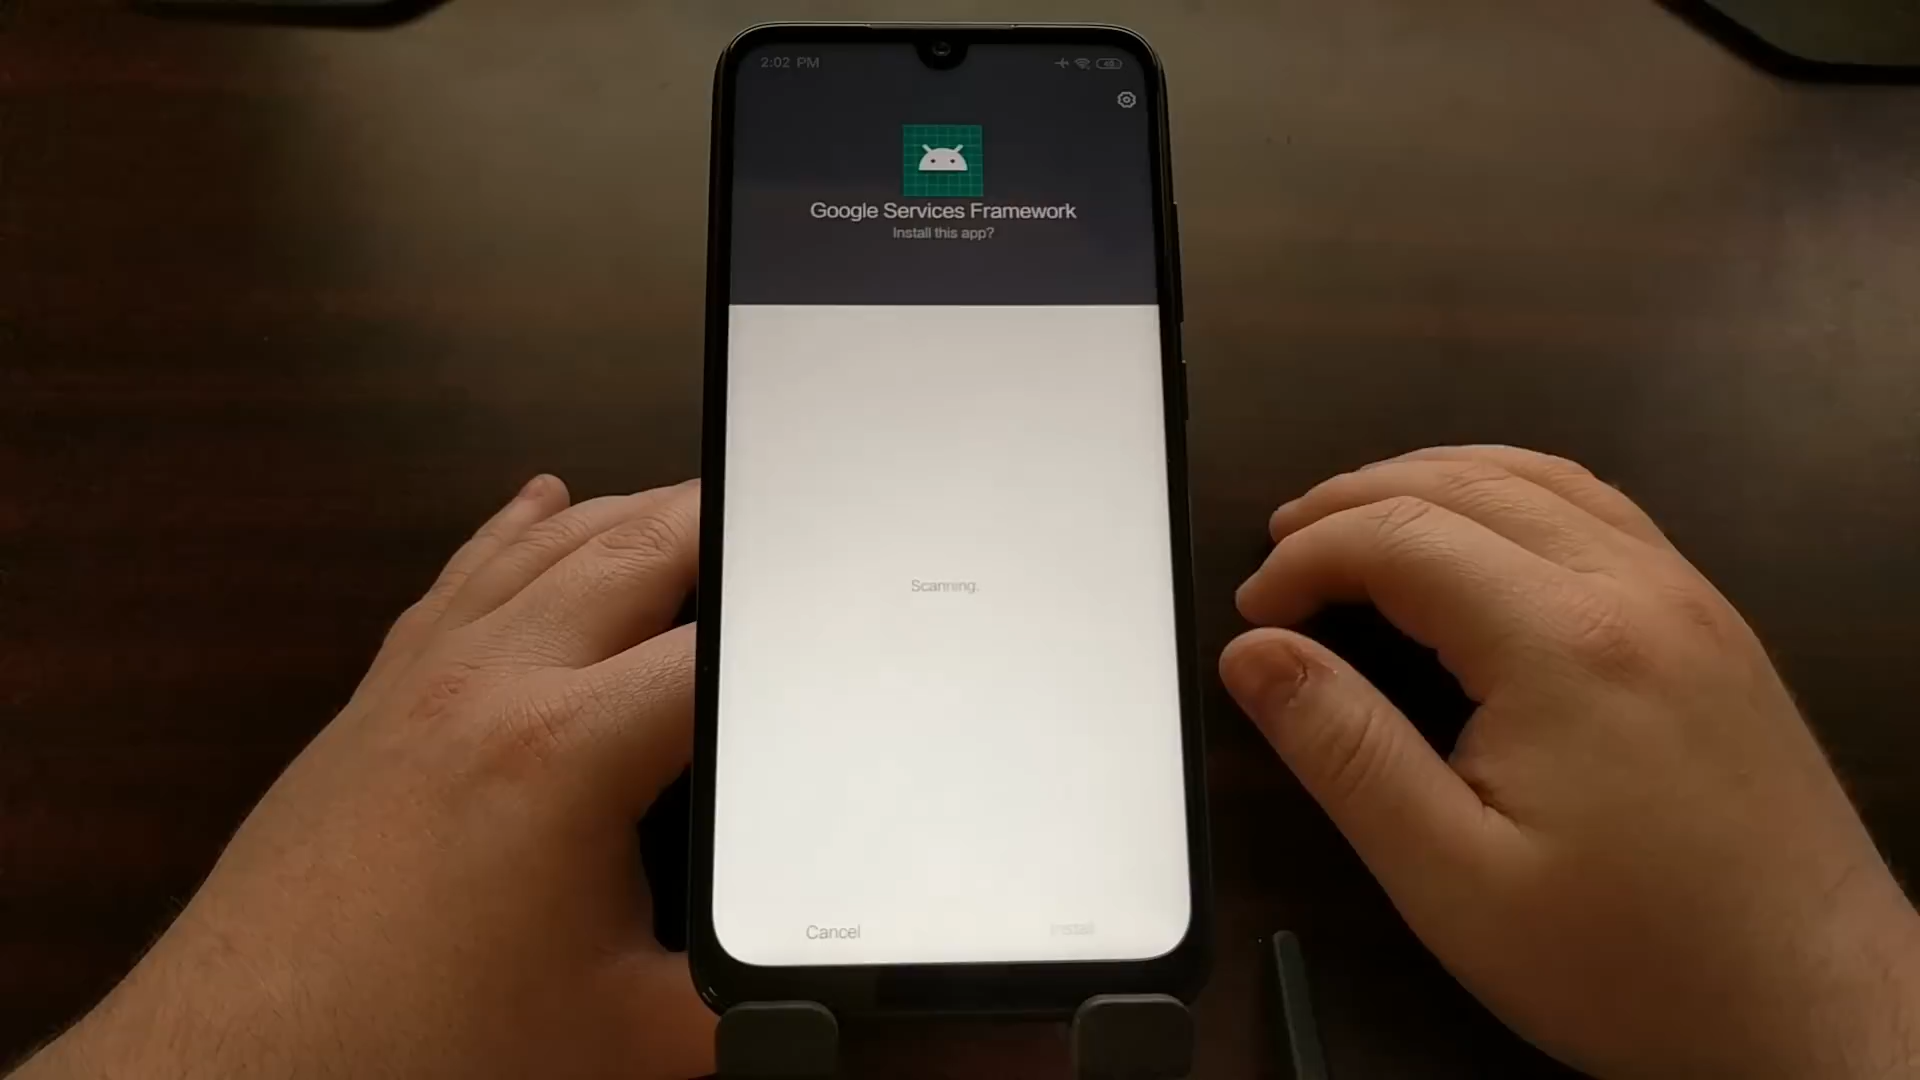 2:02 PM
Google Services Framework
Install this app?
Scanning.
Cancel
Install